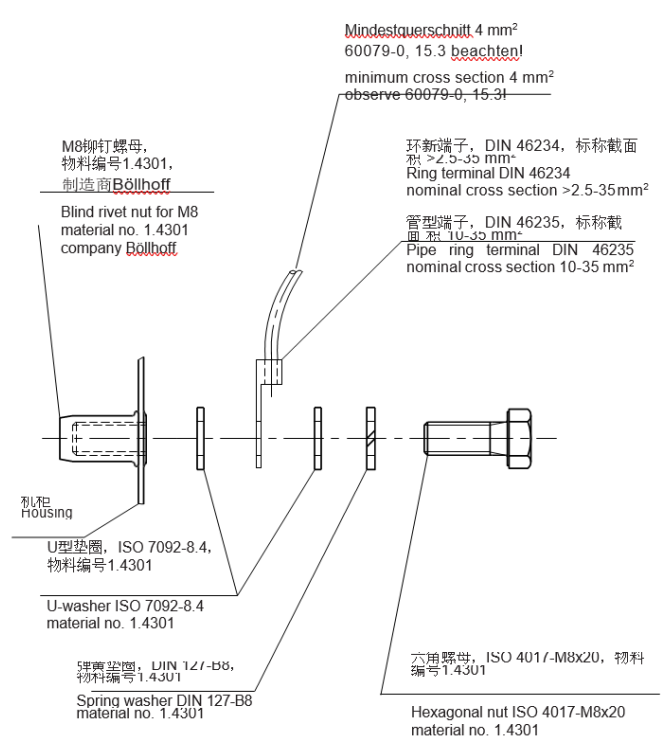 Mindestquerschnitt 4 mm²
60079-0, 15.3 beachten!
minimum cross section 4 mm²
observe 60079-0, 15.3!
M8铆钉螺母,
物料编号1.4301,
制造商Böllhoff
Blind rivet nut for M8
material no. 1.4301
company Böllhoff
环新端子，DIN 46234，标称截面
积 >2.5-35 mm²
Ring terminal DIN 46234
nominal cross section >2.5-35mm²
管型端子，DIN 46235，标称截
面 积 10-35 mm²
Pipe ring terminal DIN 46235
nominal cross section 10-35 mm²
机柜
Housing
U型垫圈，ISO 7092-8.4,
物料编号1.4301
U-washer ISO 7092-8.4
material no. 1.4301
弹黄垫圈，DIN 127-B8,
物料编号1.4301
Spring washer DIN 127-B8
material no. 1.4301
六角螺母，ISO 4017-M8x20，物料
编号1.4301
Hexagonal nut ISO 4017-M8x20
material no. 1.4301